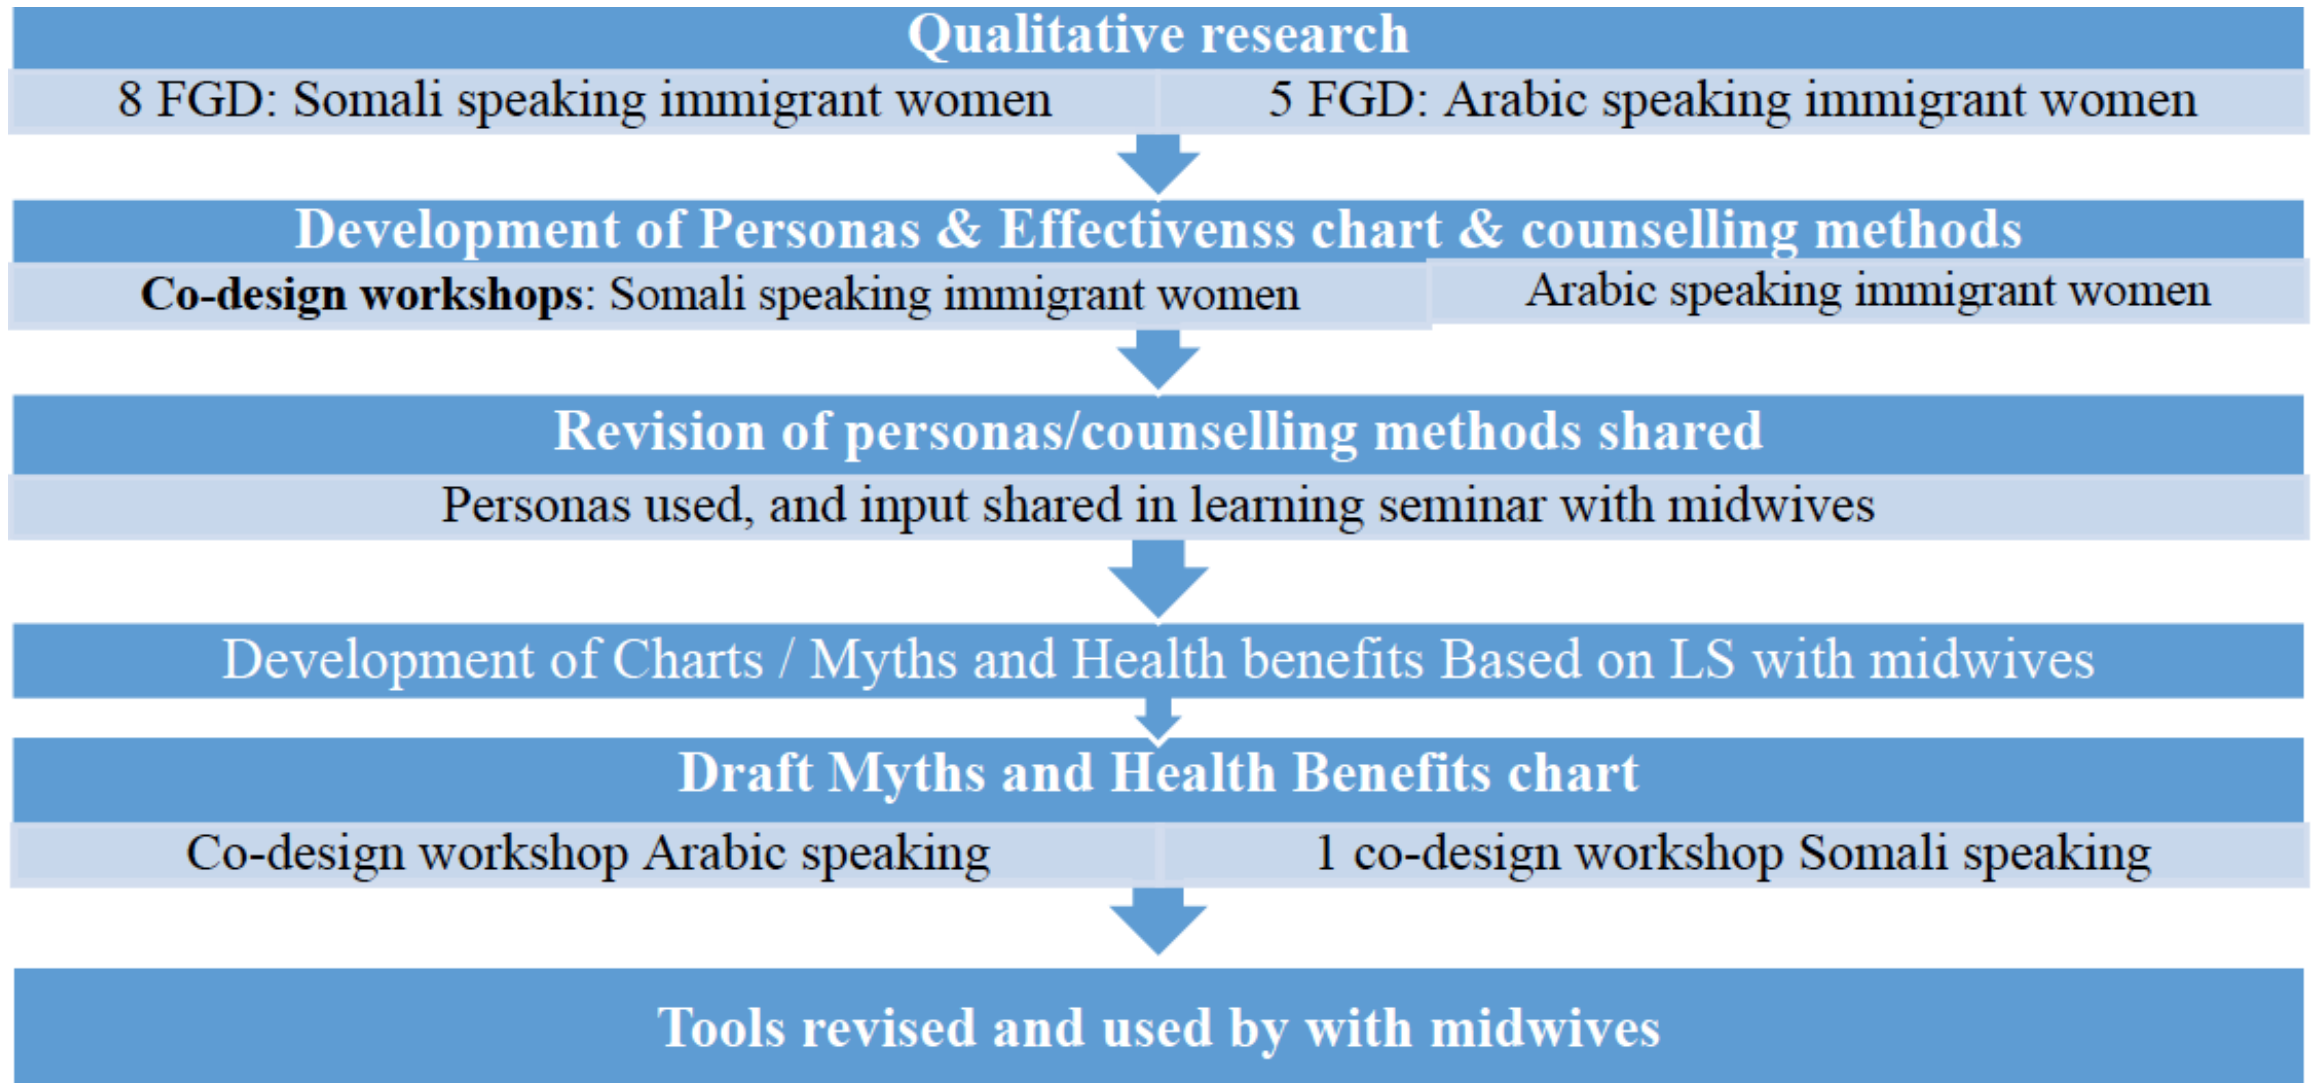 Qualitative research
8 FGD: Somali speaking immigrant women
5 FGD: Arabic speaking immigrant women
Development of Personas & Effectivenss chart & counselling methods
Co-design workshops: Somali speaking immigrant women
Arabic speaking immigrant women
Revision of personas/counselling methods shared
Personas used, and input shared in learning seminar with midwives
Development of Charts / Myths and Health benefits Based on LS with midwives
Draft Myths and Health Benefits chart
Co-design workshop Arabic speaking
1 co-design workshop Somali speaking
Tools revised and used by with midwives